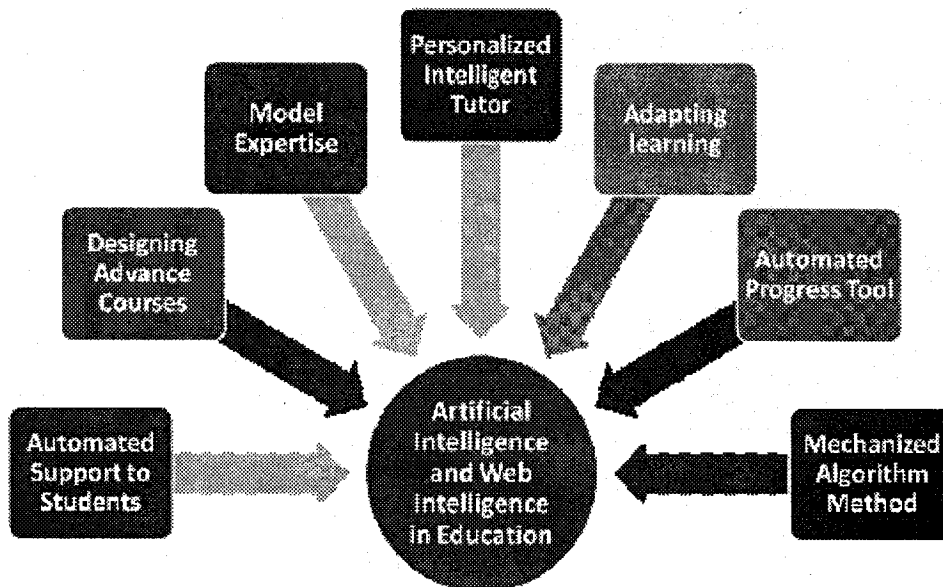 Personalized
Intelligent
Tutor
Model
Expertise
Adapting
learning
Designing
Advance
Courses
Automated
Progress Tool
Automated
Support to
Students
Artificial
Intelligence
and Web
Intelligence
in Education
Mechanized
Algorithm
Method